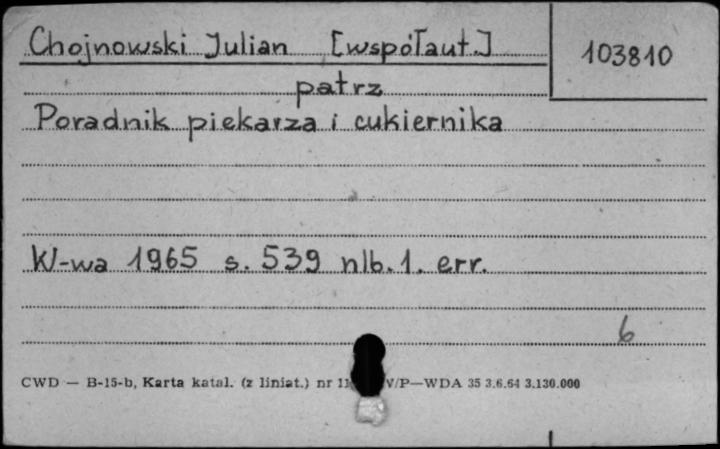 Chojnowski Julian [współaut.]
103810
patrz
Poradnik piekarza i cukiernika
W-wa 1965 s. 539 nlb. 1. err.
6
CWD — B-15-b, Karta katal. (z liniat.) nr V/P—WDA 35 3.6.64 3.130.000